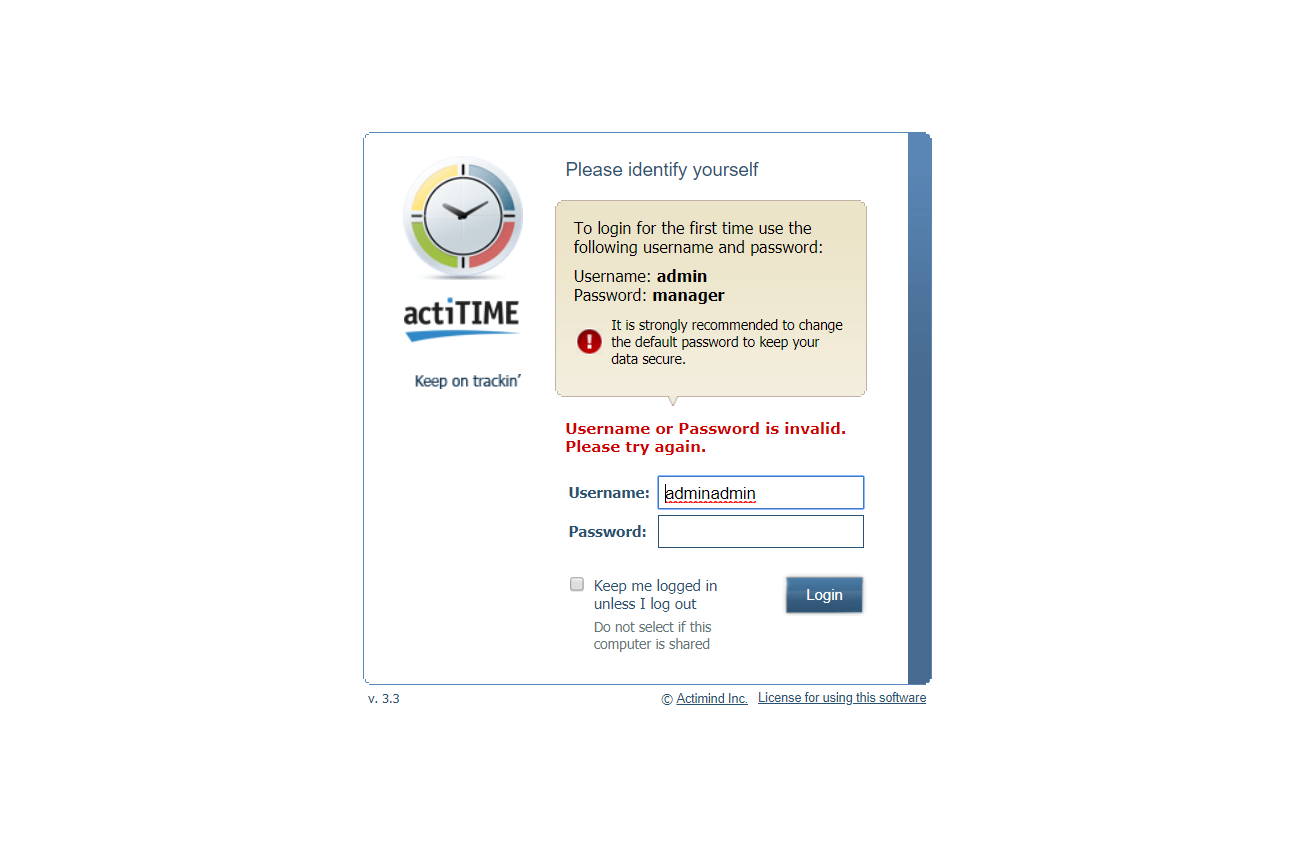 Please identify yourself
To login for the first time use the
following username and password:
Username: admin
Password: manager
It is strongly recommended to change
the default password to keep your
data secure.
actiTIME
Keep on trackin’
Username or Password is invalid.
Please try again.
Username: adminadmin
Password:
Keep me logged in
unless I log out
Login
Do not select if this
computer is shared
v. 3.3
© Actimind Inc. License for using this software